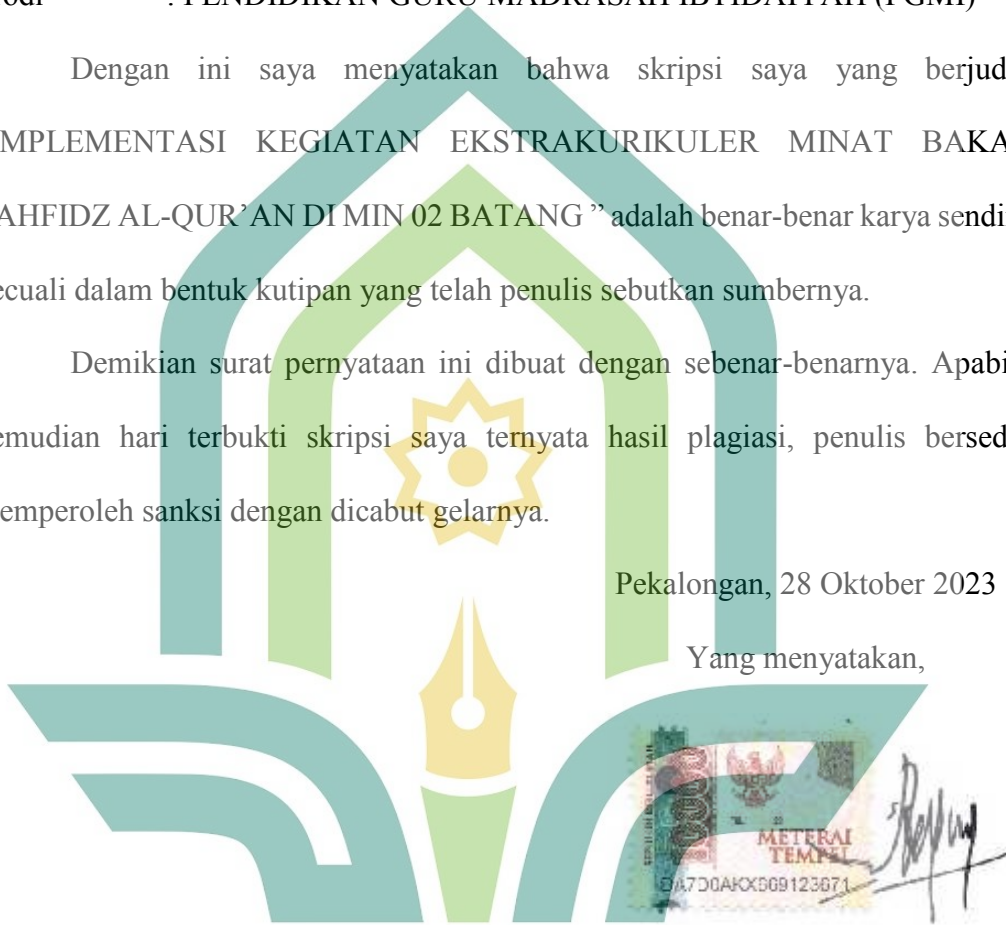 odi : PENDIDIKAN GURU MADRASAH IBTIDAIYAH (PGMI)
Dengan ini saya menyatakan bahwa skripsi saya yang berjud
MPLEMENTASI KEGIATAN EKSTRAKURIKULER MINAT BAKA
AHFIDZ AL-QUR’AN DI MIN 02 BATANG ” adalah benar-benar karya sendi
ecuali dalam bentuk kutipan yang telah penulis sebutkan sumbernya.
Demikian surat pernyataan ini dibuat dengan sebenar-benarnya. Apabi
emudian hari terbukti skripsi saya ternyata hasil plagiasi, penulis bersed
emperoleh sanksi dengan dicabut gelarnya.
Pekalongan, 28 Oktober 2023
Yang menyatakan,
METERAI
TEMPEL